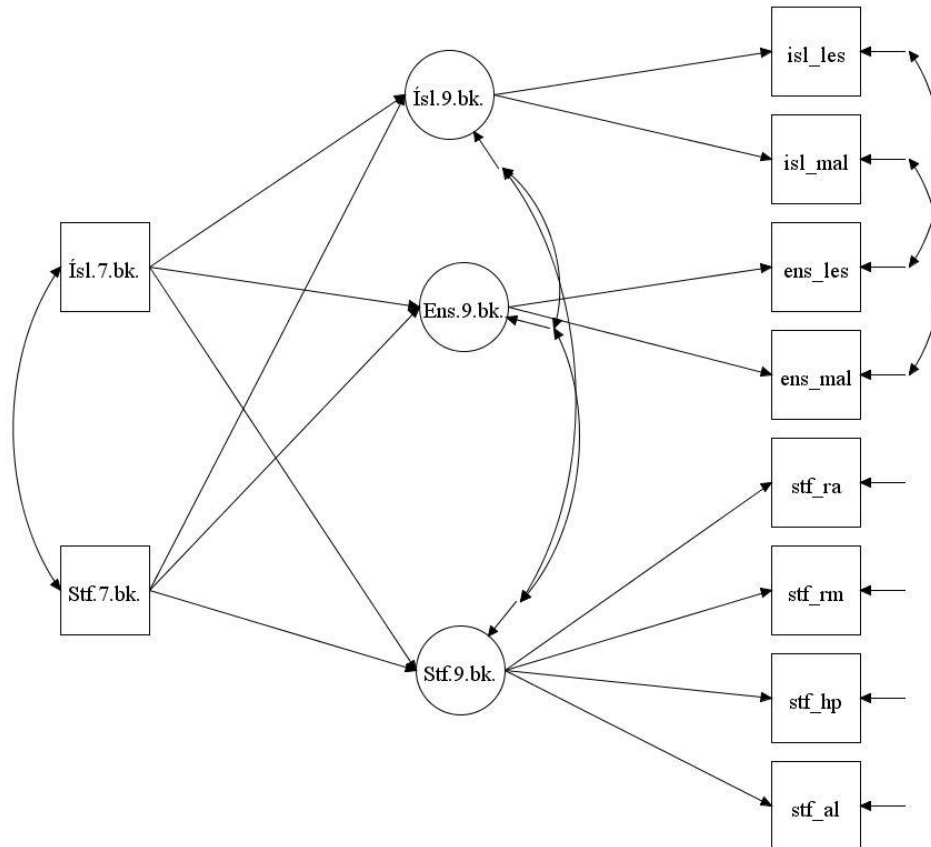 Ísl.7.bk.
Stf.7.bk.
Ísl.9.bk.
Ens.9.bk.
Stf.9.bk.
isl_les
isl_mal
ens_les
ens_mal
stf_ra
stf_rm
stf_hp
stf_al